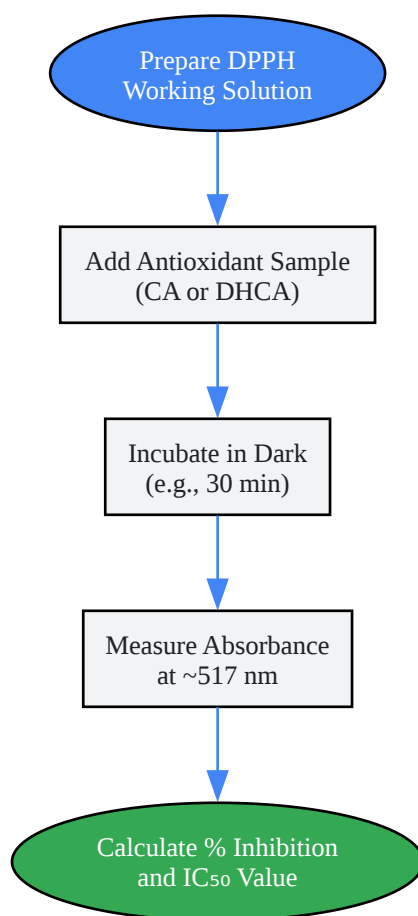 Prepare DPPH
Working Solution
Add Antioxidant Sample
(CA or DHCA)
Incubate in Dark
(e.g., 30 min)
Measure Absorbance
at ~517 nm
Calculate % Inhibition
and IC₅₀ Value